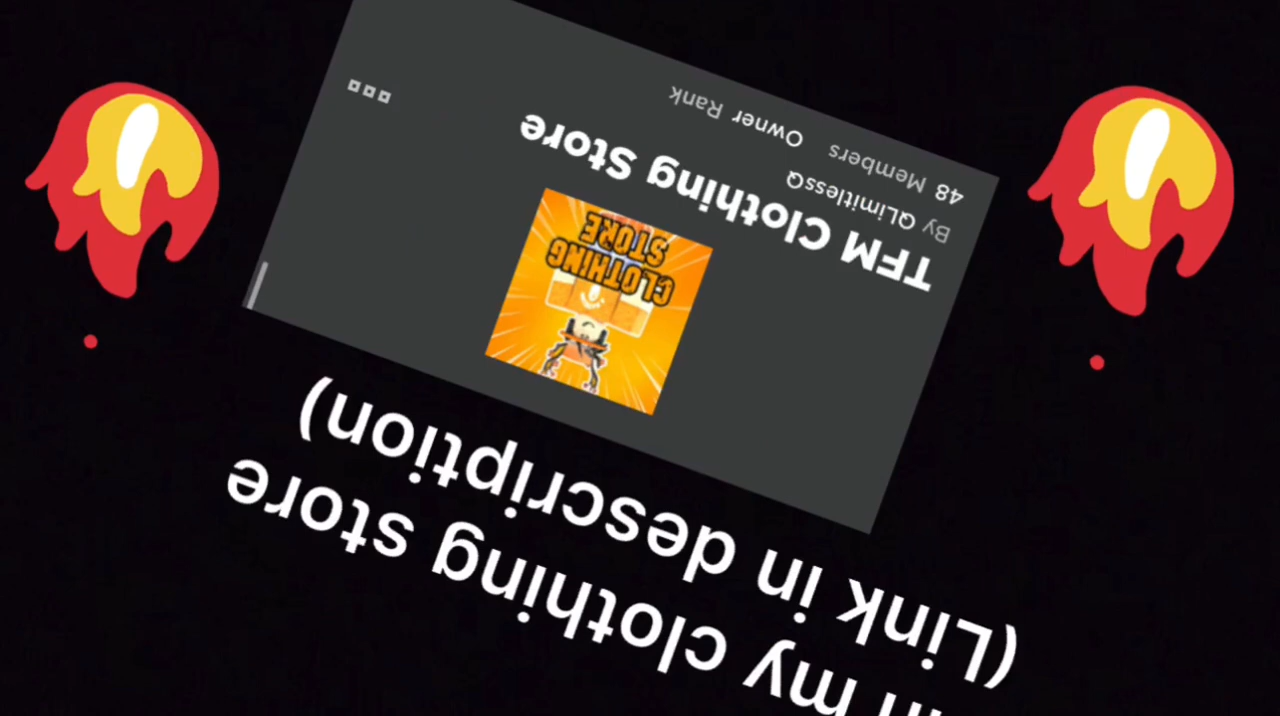 my clothing store
(Link in description)
CLOTHING
STORE
TFM Clothing Store
By QLimitlessQ
48 Members Owner Rank